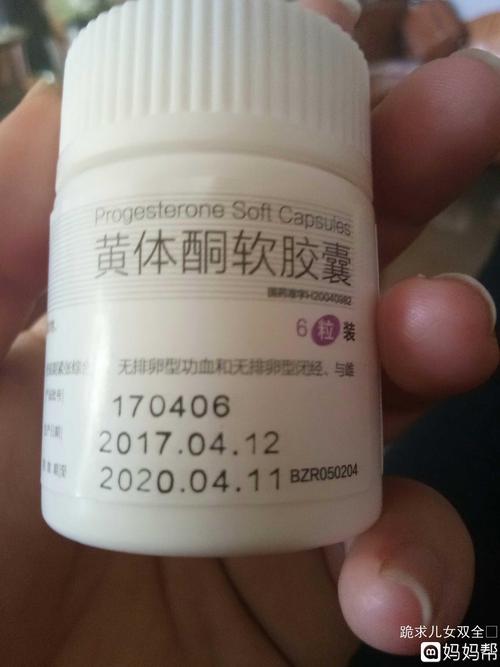 Progesterone Soft Capsules
黄体酮软胶囊
国药准字H20040982
6粒装
无排卵型功血和无排卵型闭经、与雌
170406
2017.04.12
2020.04.11 BZR050204
跪求儿女双全□
妈妈帮